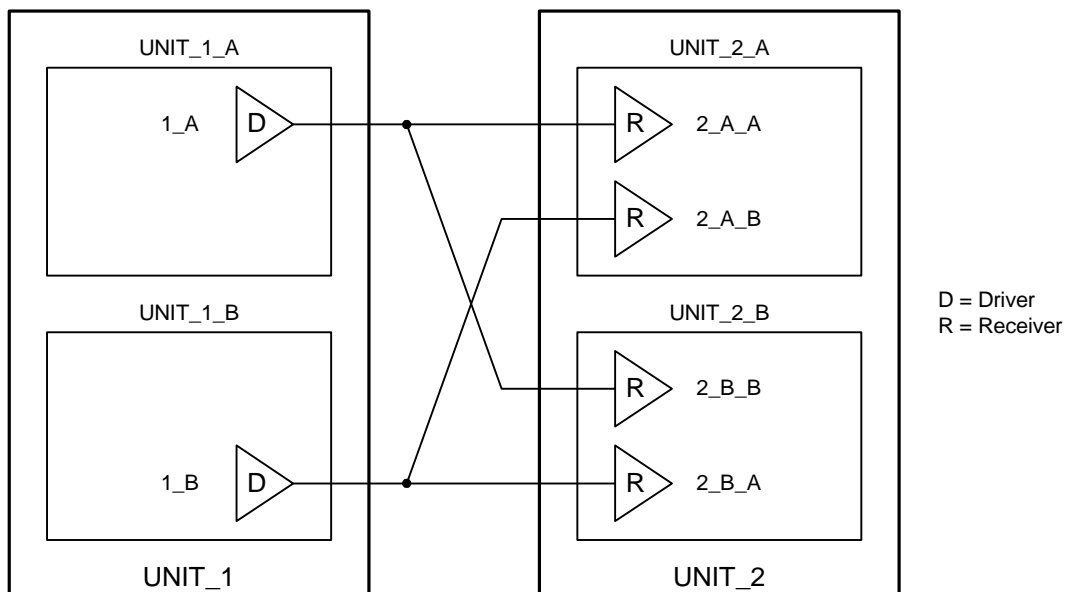 UNIT_1_A
1_A
D
UNIT_1_B
1_B
D
UNIT_1
UNIT_2_A
R
2_A_A
R
2_A_B
UNIT_2_B
R
2_B_B
R
2_B_A
UNIT_2
D = Driver
R = Receiver